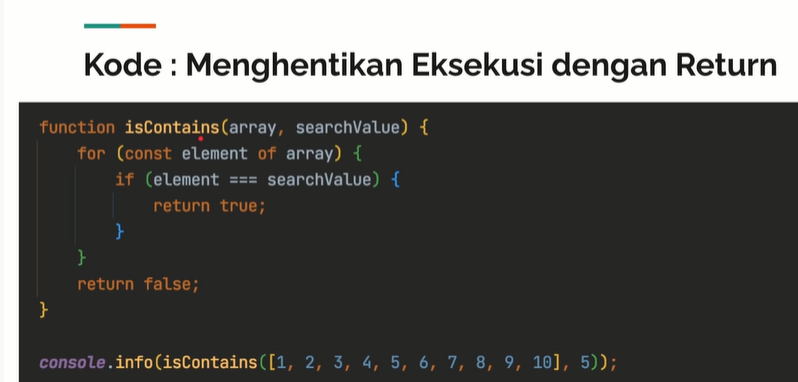 Kode : Menghentikan Eksekusi dengan Return
function isContains(array, searchValue) {
    for (const element of array) {
        if (element === searchValue) {
            return true;
        }
    }
    return false;
}
console.info(isContains([1, 2, 3, 4, 5, 6, 7, 8, 9, 10], 5));